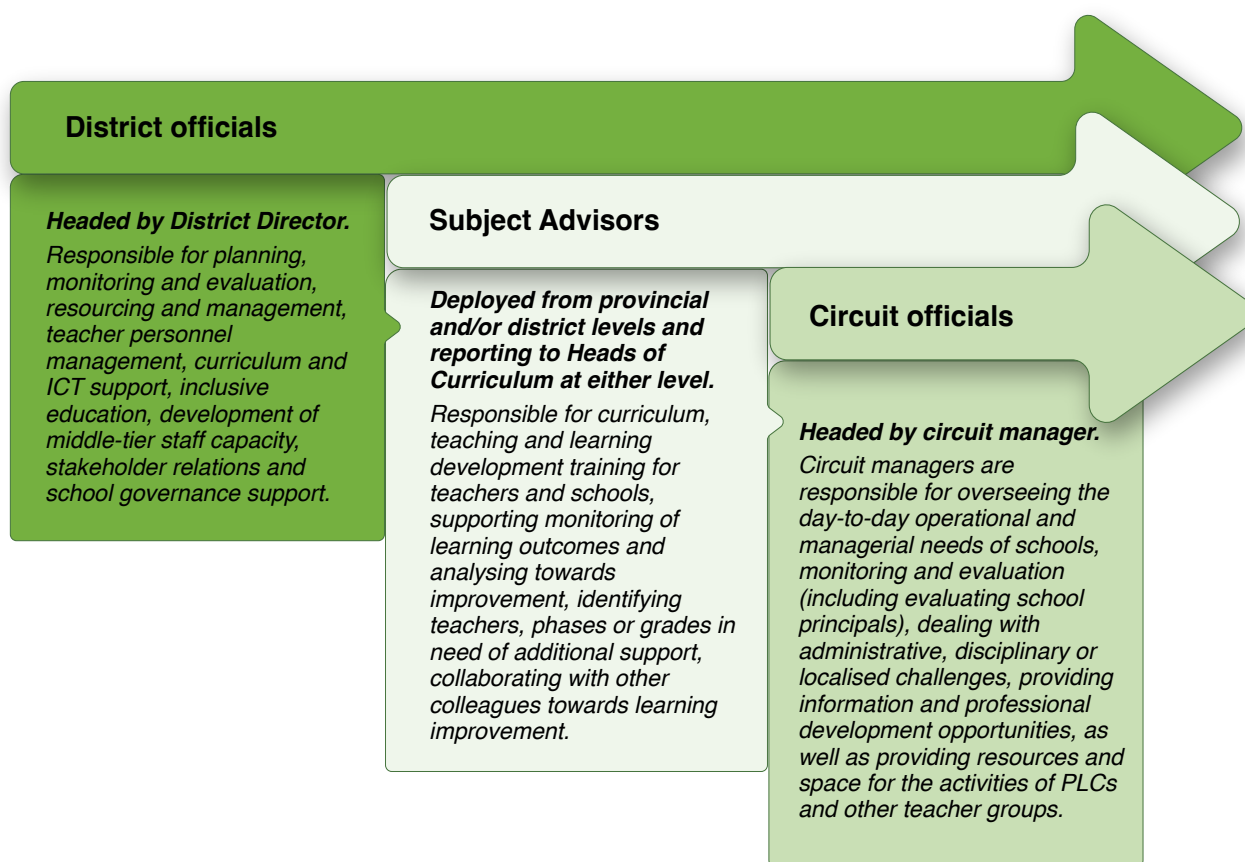 District officials
Headed by District Director.
Responsible for planning,
monitoring and evaluation,
resourcing and management,
teacher personnel
management, curriculum and
ICT support, inclusive
education, development of
middle-tier staff capacity,
stakeholder relations and
school governance support.
Subject Advisors
Deployed from provincial
and/or district levels and
reporting to Heads of
Curriculum at either level.
Responsible for curriculum,
teaching and learning
development training for
teachers and schools,
supporting monitoring of
learning outcomes and
analysing towards
improvement, identifying
teachers, phases or grades in
need of additional support,
collaborating with other
colleagues towards learning
improvement.
Circuit officials
Headed by circuit manager.
Circuit managers are
responsible for overseeing the
day-to-day operational and
managerial needs of schools,
monitoring and evaluation
(including evaluating school
principals), dealing with
administrative, disciplinary or
localised challenges, providing
information and professional
development opportunities, as
well as providing resources and
space for the activities of PLCs
and other teacher groups.